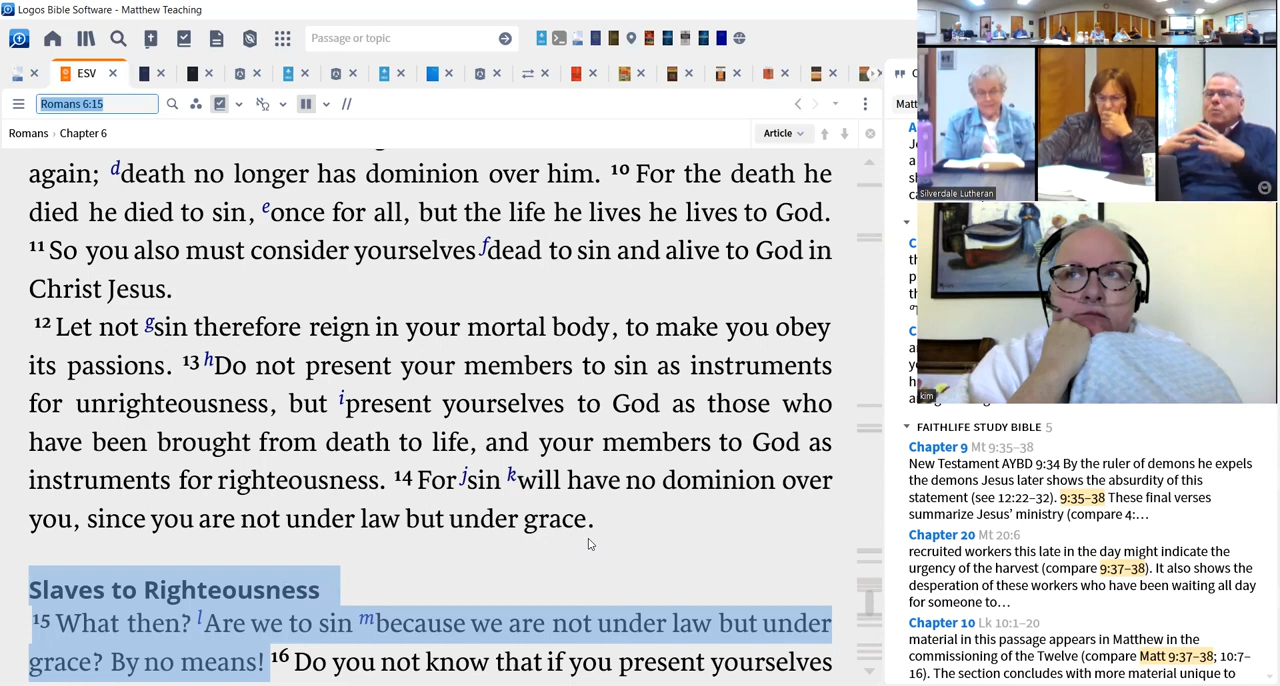 Logos Bible Software - Matthew Teaching
Passage or topic
ESV
Romans 6:15
Romans › Chapter 6
Article
Matt
again; d death no longer has dominion over him. 10 For the death he
died he died to sin, e once for all, but the life he lives he lives to God.
11 So you also must consider yourselves f dead to sin and alive to God in
Christ Jesus.
12 Let not g sin therefore reign in your mortal body, to make you obey
its passions. 13 h Do not present your members to sin as instruments
for unrighteousness, but i present yourselves to God as those who
have been brought from death to life, and your members to God as
instruments for righteousness. 14 For j sin k will have no dominion over
you, since you are not under law but under grace.
Slaves to Righteousness
15 What then? l Are we to sin m because we are not under law but under
grace? By no means! 16 Do you not know that if you present yourselves
Silverdale Lutheran
kim
FAITHLIFE STUDY BIBLE 5
Chapter 9 Mt 9:35–38
New Testament AYBD 9:34 By the ruler of demons he expels
the demons Jesus later shows the absurdity of this
statement (see 12:22–32). 9:35–38 These final verses
summarize Jesus’ ministry (compare 4:…
Chapter 20 Mt 20:6
recruited workers this late in the day might indicate the
urgency of the harvest (compare 9:37–38). It also shows the
desperation of these workers who have been waiting all day
for someone to…
Chapter 10 Lk 10:1–20
material in this passage appears in Matthew in the
commissioning of the Twelve (compare Matt 9:37–38; 10:7–
16). The section concludes with more material unique to